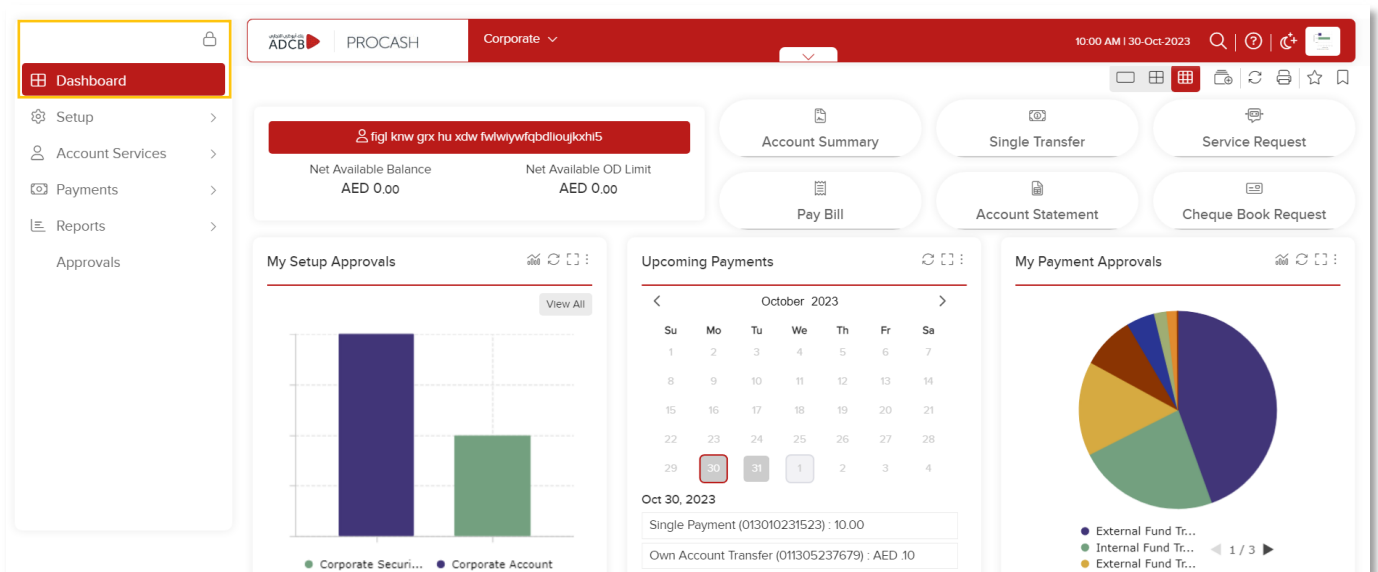 بنك أبوظبي التجاري
ADCB
PROCASH
Corporate
10:00 AM | 30-Oct-2023
Dashboard
Setup
Account Services
Payments
Reports
Approvals
figl knw grx hu xdw fwlwiywfqbdlioujkxhi5
Net Available Balance
Net Available OD Limit
AED 0.00
AED 0.00
Account Summary
Single Transfer
Service Request
Pay Bill
Account Statement
Cheque Book Request
My Setup Approvals
View All
Corporate Securi...
Corporate Account
Upcoming Payments
October 2023
Su Mo Tu We Th Fr Sa
1 2 3 4 5 6 7
8 9 10 11 12 13 14
15 16 17 18 19 20 21
22 23 24 25 26 27 28
29 30 31 1 2 3 4
Oct 30, 2023
Single Payment (013010231523) : 10.00
Own Account Transfer (011305237679) : AED .10
My Payment Approvals
External Fund Tr...
Internal Fund Tr...
External Fund Tr...
1 / 3